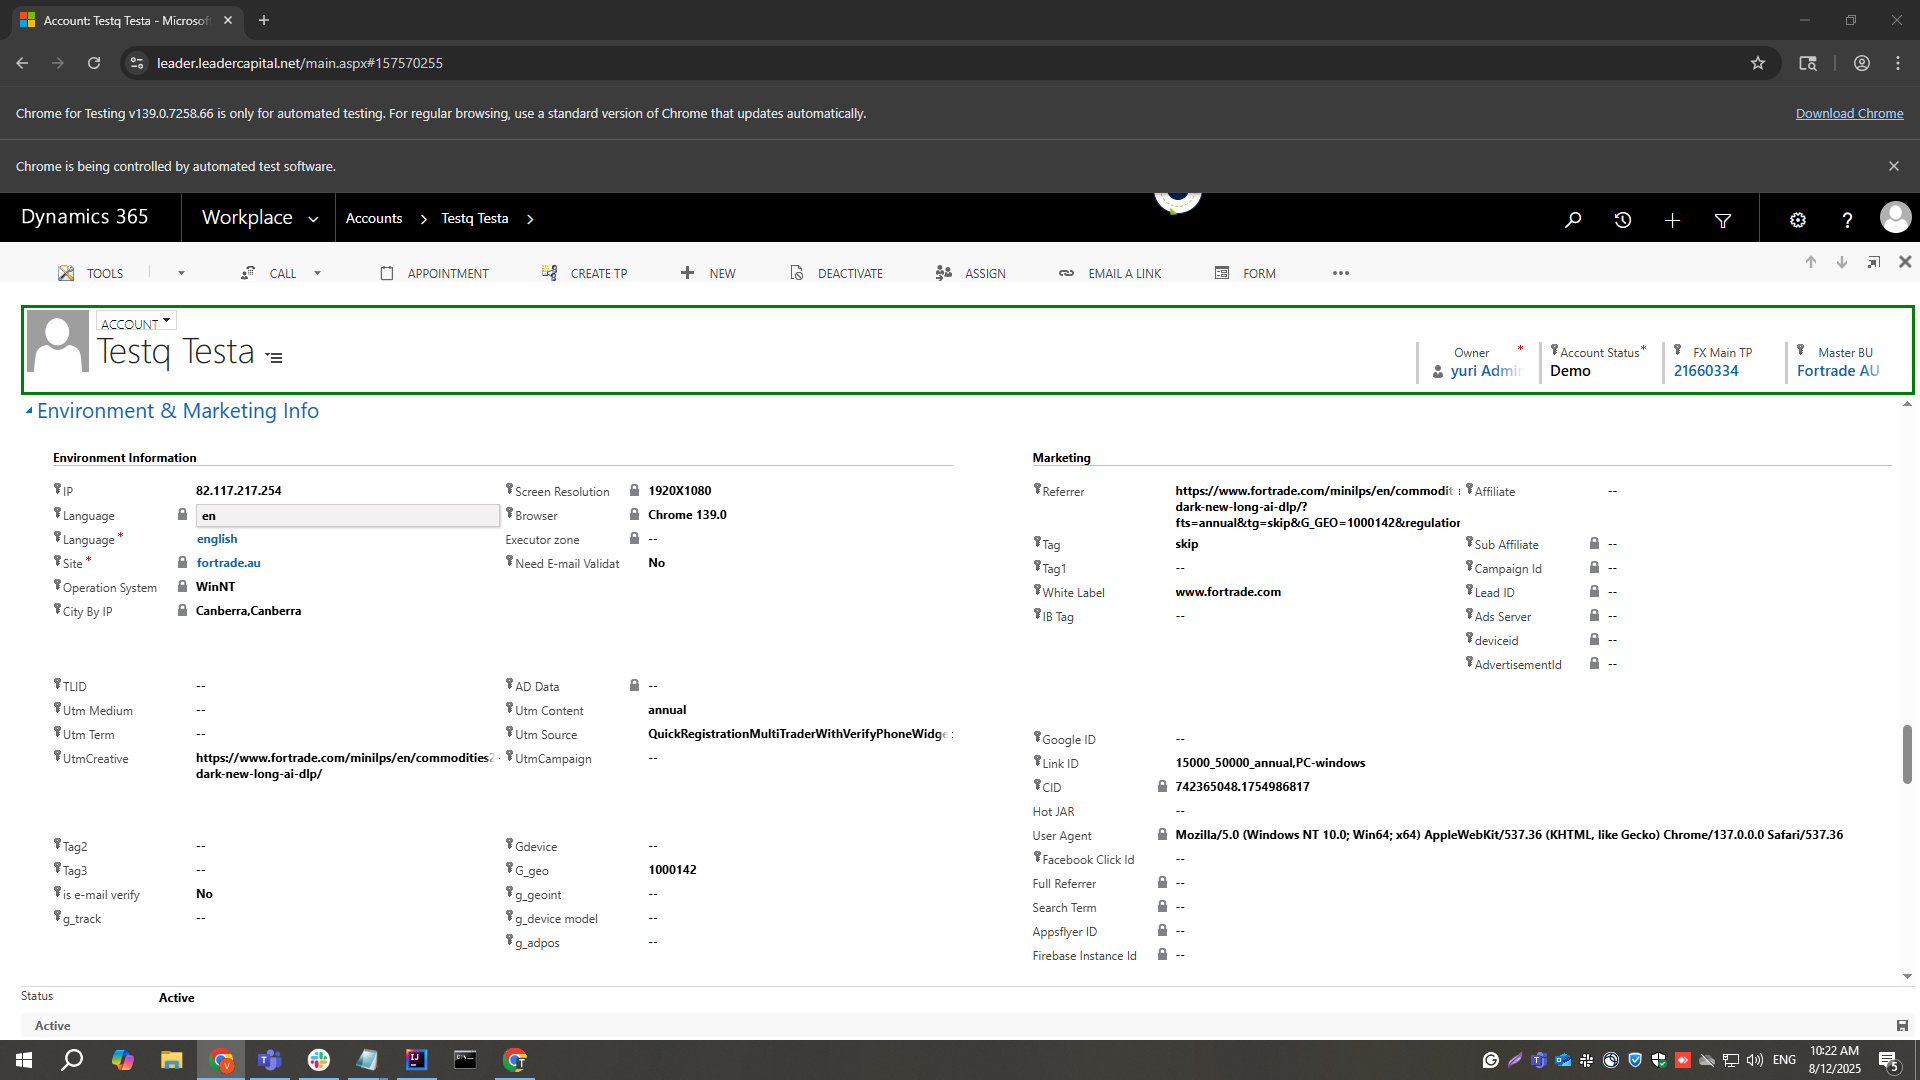 Account: Testq Testa - Microsof
leader.leadercapital.net/main.aspx#157570255
Chrome for Testing v139.0.7258.66 is only for automated testing. For regular browsing, use a standard version of Chrome that updates automatically.
Download Chrome
Chrome is being controlled by automated test software.
Dynamics 365
Workplace
Accounts
Testq Testa
TOOLS
CALL
APPOINTMENT
CREATE TP
NEW
DEACTIVATE
ASSIGN
EMAIL A LINK
FORM
ACCOUNT
Testq Testa
Owner *
yuri Admin
Account Status *
Demo
FX Main TP
21660334
Master BU
Fortrade AU
Environment & Marketing Info
Environment Information
IP 82.117.217.254
Language en
Language * english
Site * fortrade.au
Operation System WinNT
City By IP Canberra,Canberra
Screen Resolution 1920X1080
Browser Chrome 139.0
Executor zone --
Need E-mail Validat No
TLID --
Utm Medium --
Utm Term --
UtmCreative https://www.fortrade.com/minilps/en/commodities2-
dark-new-long-ai-dlp/
AD Data --
Utm Content annual
Utm Source QuickRegistrationMultiTraderWithVerifyPhoneWidge
UtmCampaign --
Tag2 --
Tag3 --
is e-mail verify No
g_track --
Gdevice --
G_geo 1000142
g_geoint --
g_device model --
g_adpos --
Marketing
Referrer https://www.fortrade.com/minilps/en/commodit
dark-new-long-ai-dlp/?
fts=annual&tg=skip&G_GEO=1000142&regulation
Tag skip
Tag1 --
White Label www.fortrade.com
IB Tag --
Affiliate --
Sub Affiliate --
Campaign Id --
Lead ID --
Ads Server --
deviceid --
AdvertisementId --
Google ID --
Link ID 15000_50000_annual,PC-windows
CID 742365048.1754986817
Hot JAR --
User Agent Mozilla/5.0 (Windows NT 10.0; Win64; x64) AppleWebKit/537.36 (KHTML, like Gecko) Chrome/137.0.0.0 Safari/537.36
Facebook Click Id --
Full Referrer --
Search Term --
Appsflyer ID --
Firebase Instance Id --
Status Active
Active
ENG
10:22 AM
8/12/2025
5